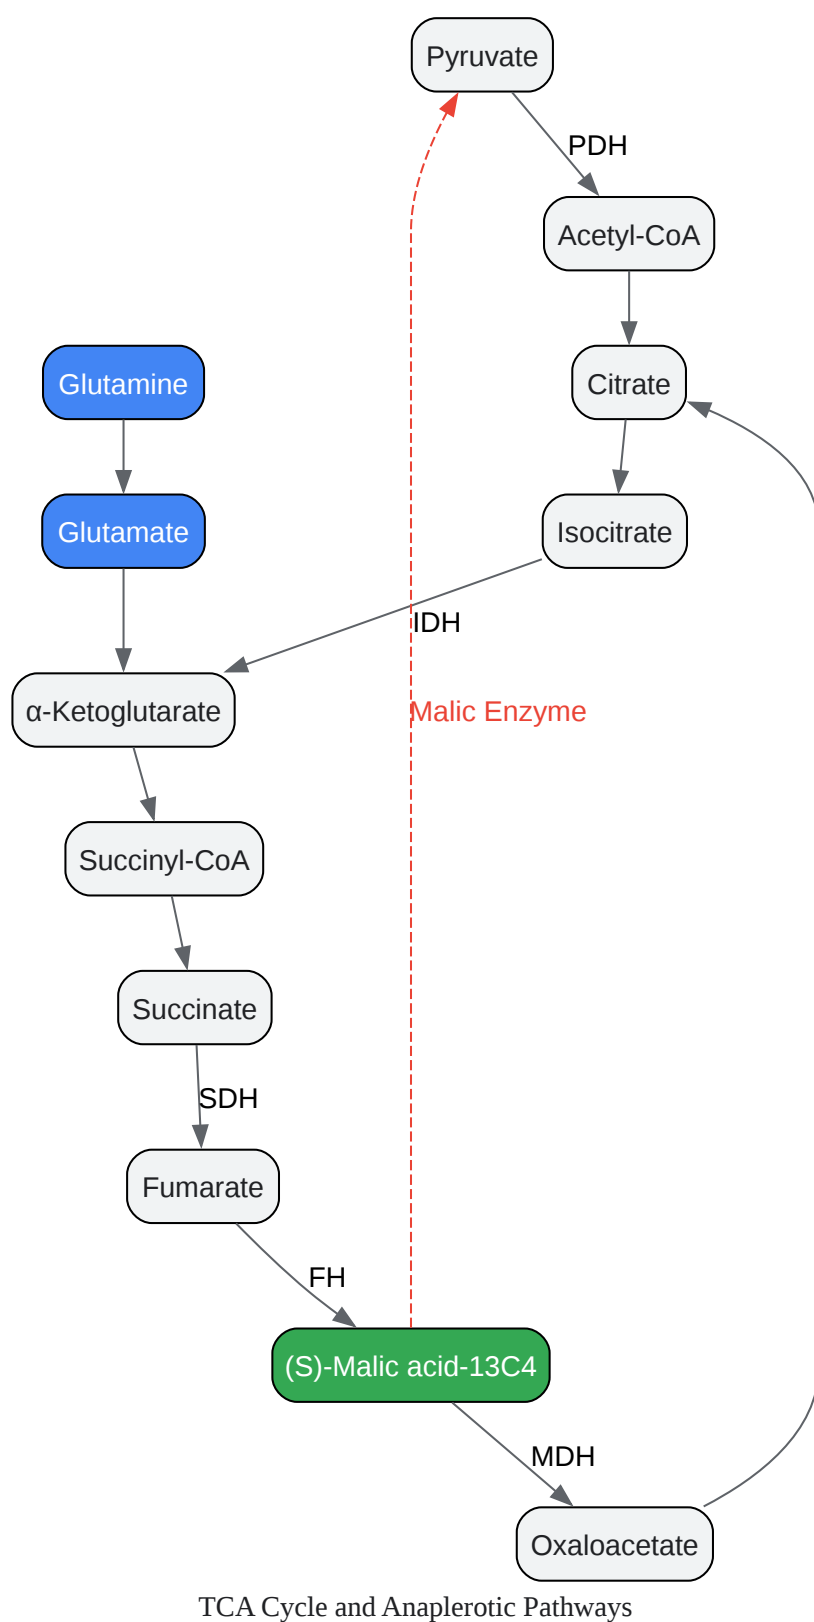 Pyruvate
PDH
Acetyl-CoA
Glutamine
Citrate
Glutamate
Isocitrate
IDH
α-Ketoglutarate
Malic Enzyme
Succinyl-CoA
Succinate
SDH
Fumarate
FH
(S)-Malic acid-13C4
MDH
Oxaloacetate
TCA Cycle and Anaplerotic Pathways